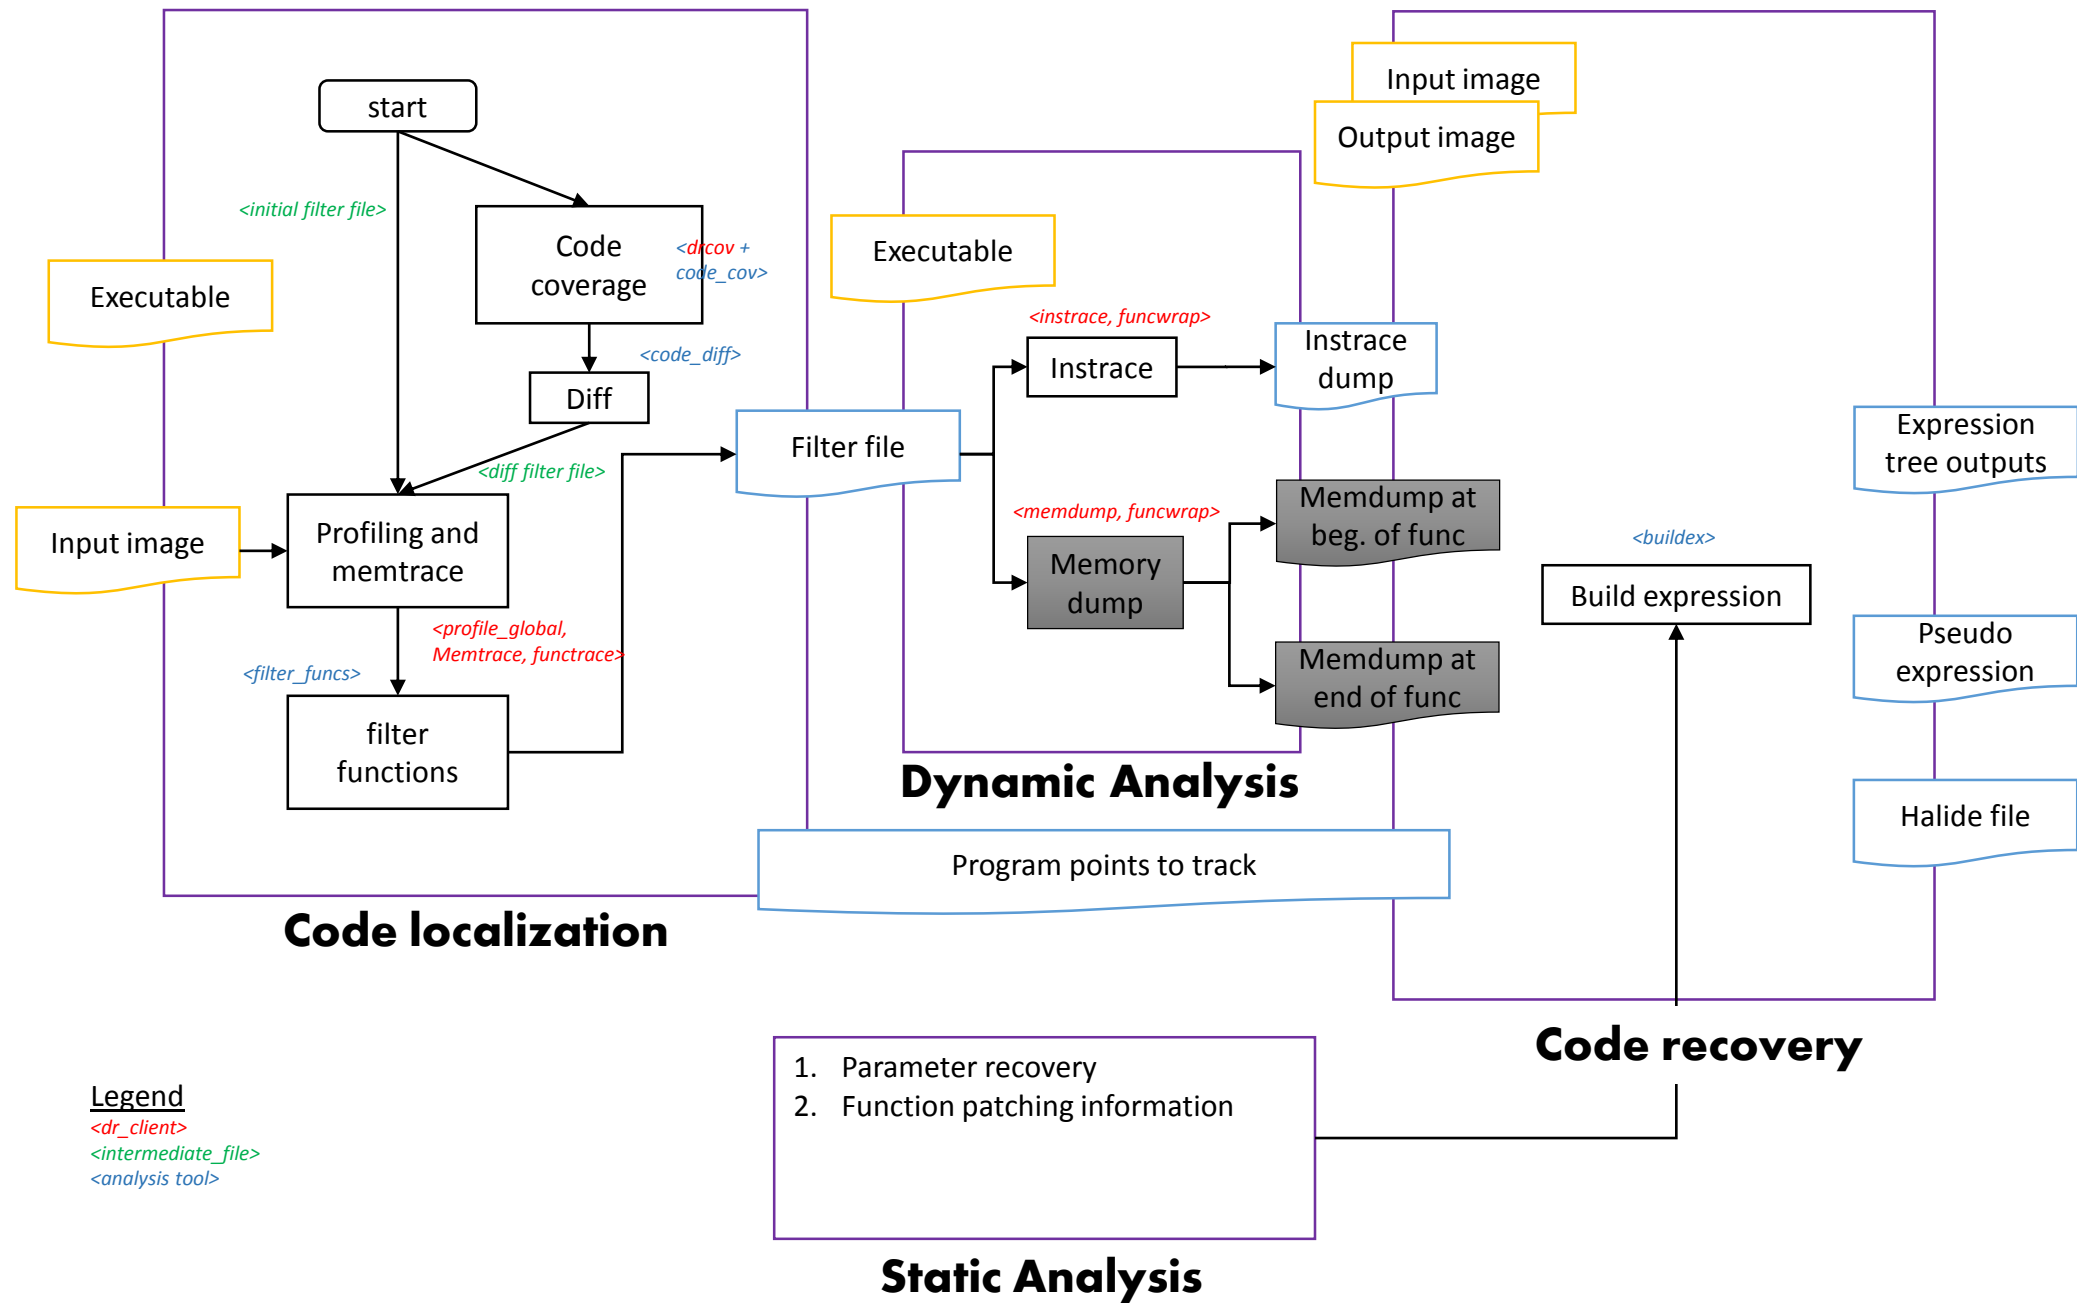 start
<initial filter file>
Code
coverage
<drcov +
code_cov>
Executable
<code_diff>
Diff
<diff filter file>
Input image
Profiling and
memtrace
<profile_global,
Memtrace, functrace>
<filter_funcs>
filter
functions
Code localization
Filter file
Executable
<instrace, funcwrap>
Instrace
Instrace
dump
<memdump, funcwrap>
Memory
dump
Memdump at
beg. of func
Memdump at
end of func
Dynamic Analysis
Program points to track
Input image
Output image
<buildex>
Build expression
Expression
tree outputs
Pseudo
expression
Halide file
Code recovery
1. Parameter recovery
2. Function patching information
Static Analysis
Legend
<dr_client>
<intermediate_file>
<analysis tool>